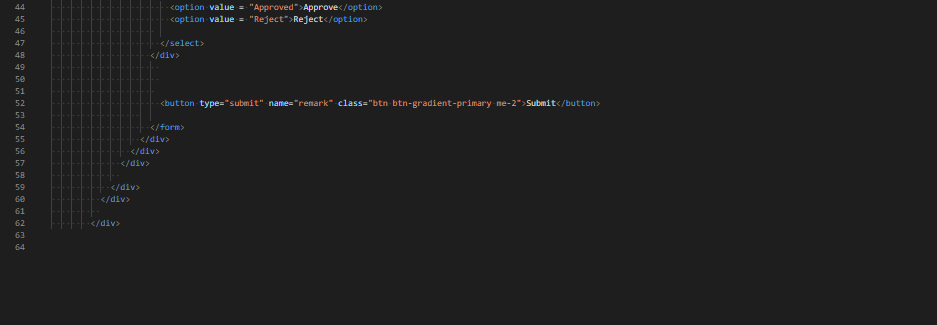 44 <option value = "Approved">Approve</option>
45 <option value = "Reject">Reject</option>
46
47 </select>
48 </div>
49
50
51
52 <button type="submit" name="remark" class="btn btn-gradient-primary me-2">Submit</button>
53
54 </form>
55 </div>
56 </div>
57 </div>
58
59 </div>
60 </div>
61
62 </div>
63
64